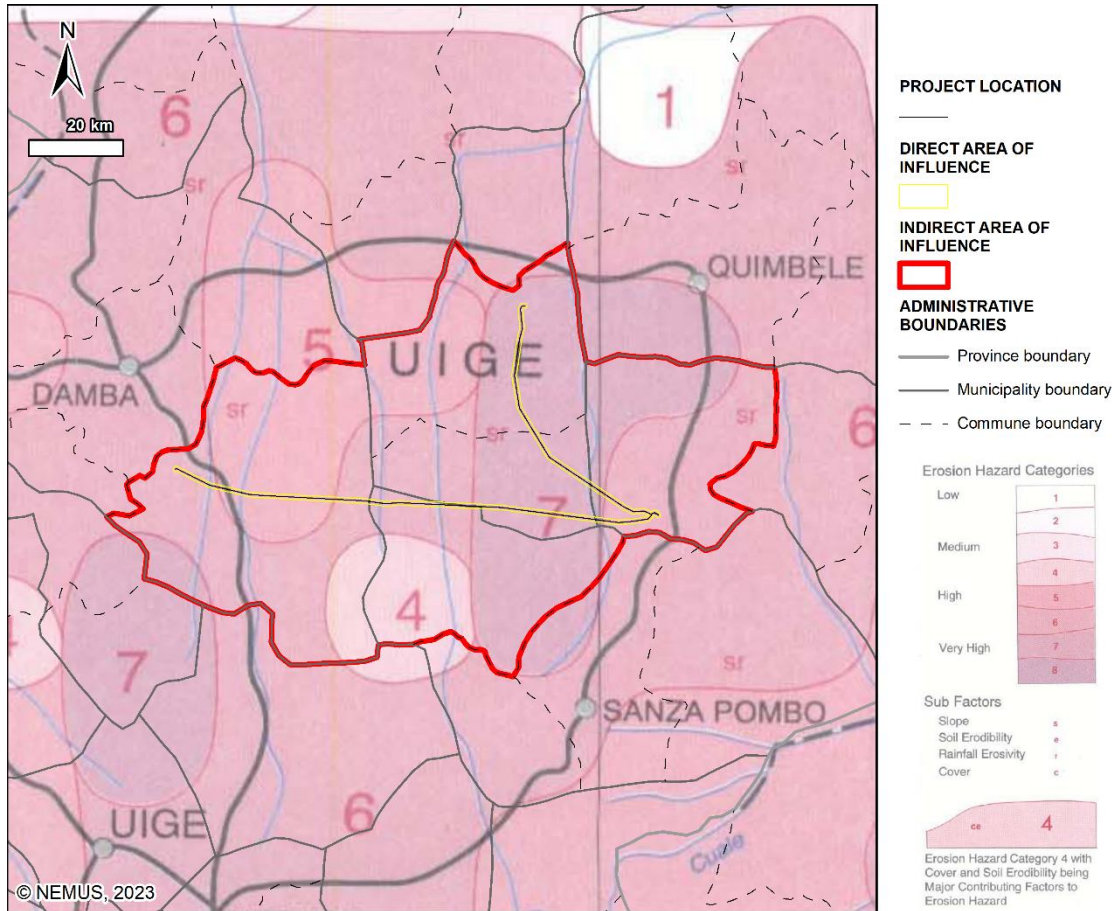 N
20 km
6
sr
sr
1
sr
QUIMBELE
5
UIGE
DAMBA
sr
sr
sr
6
7
4
7
sr
SANZA POMBO
6
UIGE
Cuilo
© NEMUS, 2023
PROJECT LOCATION
DIRECT AREA OF
INFLUENCE
INDIRECT AREA OF
INFLUENCE
ADMINISTRATIVE
BOUNDARIES
Province boundary
Municipality boundary
Commune boundary
Erosion Hazard Categories
Low
1
2
Medium
3
4
High
5
6
Very High
7
8
Sub Factors
Slope s
Soil Erodibility e
Rainfall Erosivity r
Cover c
ce 4
Erosion Hazard Category 4 with
Cover and Soil Erodibility being
Major Contributing Factors to
Erosion Hazard